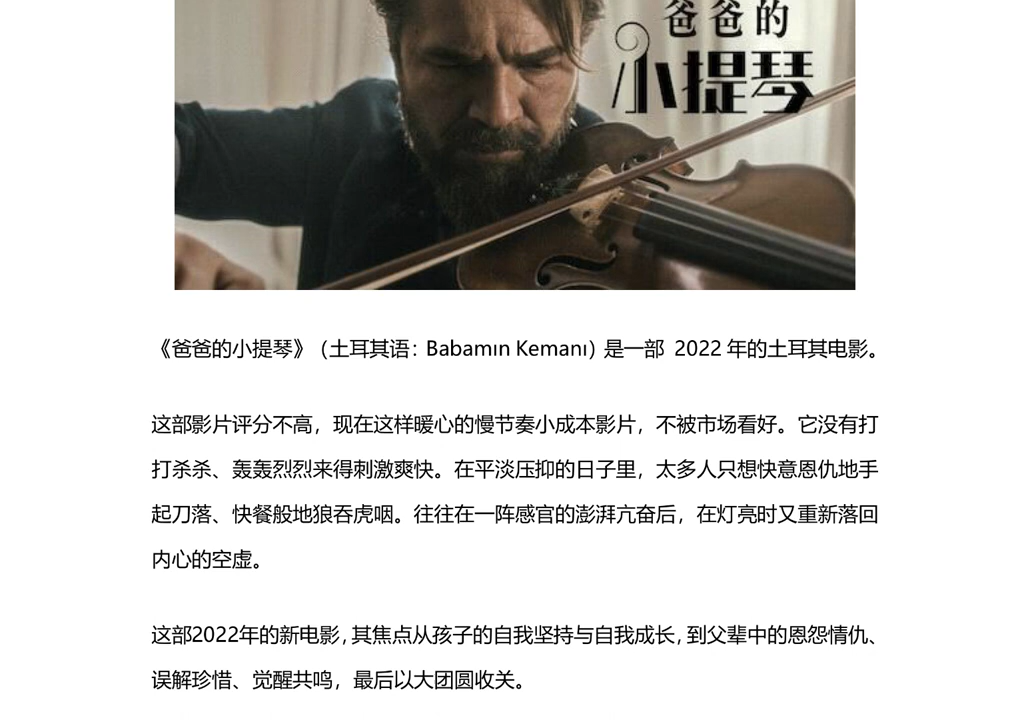 爸爸的
小提琴
《爸爸的小提琴》（土耳其语：Babamın Kemanı）是一部 2022 年的土耳其电影。
这部影片评分不高，现在这样暖心的慢节奏小成本影片，不被市场看好。它没有打
打杀杀、轰轰烈烈来得刺激爽快。在平淡压抑的日子里，太多人只想快意恩仇地手
起刀落、快餐般地狼吞虎咽。往往在一阵感官的澎湃亢奋后，在灯亮时又重新落回
内心的空虚。
这部2022年的新电影，其焦点从孩子的自我坚持与自我成长，到父辈中的恩怨情仇、
误解珍惜、觉醒共鸣，最后以大团圆收关。